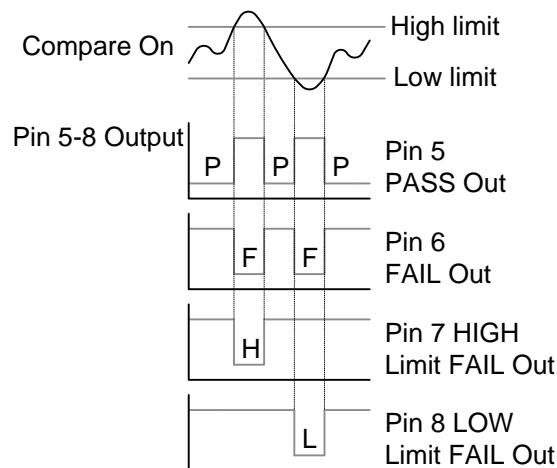 High limit
Compare On
Low limit
Pin 5-8 Output
P P P
Pin 5
PASS Out
F F
Pin 6
FAIL Out
H
Pin 7 HIGH
Limit FAIL Out
L
Pin 8 LOW
Limit FAIL Out